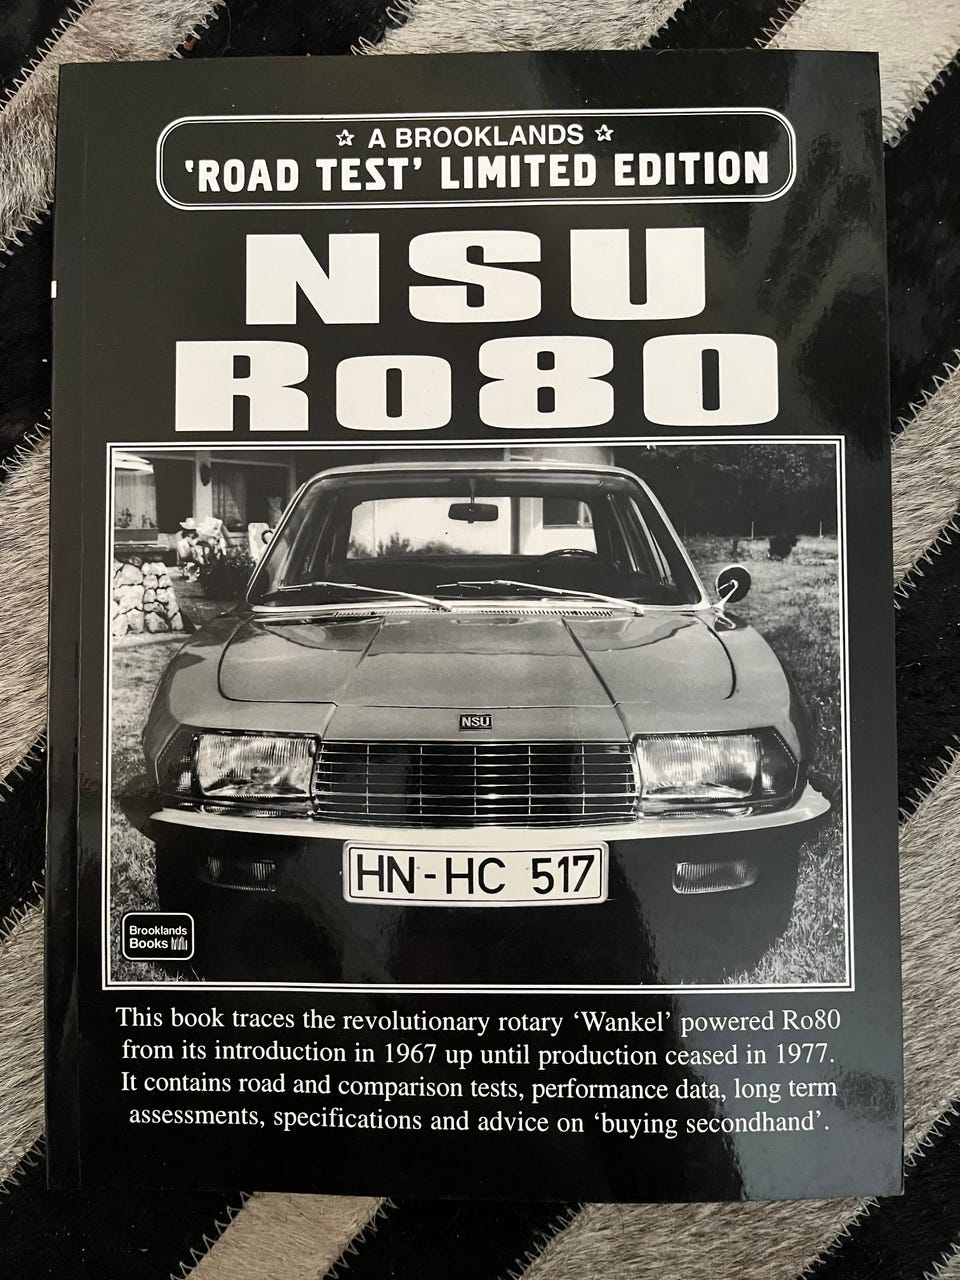 ☆ A BROOKLANDS ☆
‘ROAD TEST’ LIMITED EDITION
NSU
Ro80
NSU
HN-HC 517
Brooklands
Books
This book traces the revolutionary rotary ‘Wankel’ powered Ro80
from its introduction in 1967 up until production ceased in 1977.
It contains road and comparison tests, performance data, long term
assessments, specifications and advice on ‘buying secondhand’.